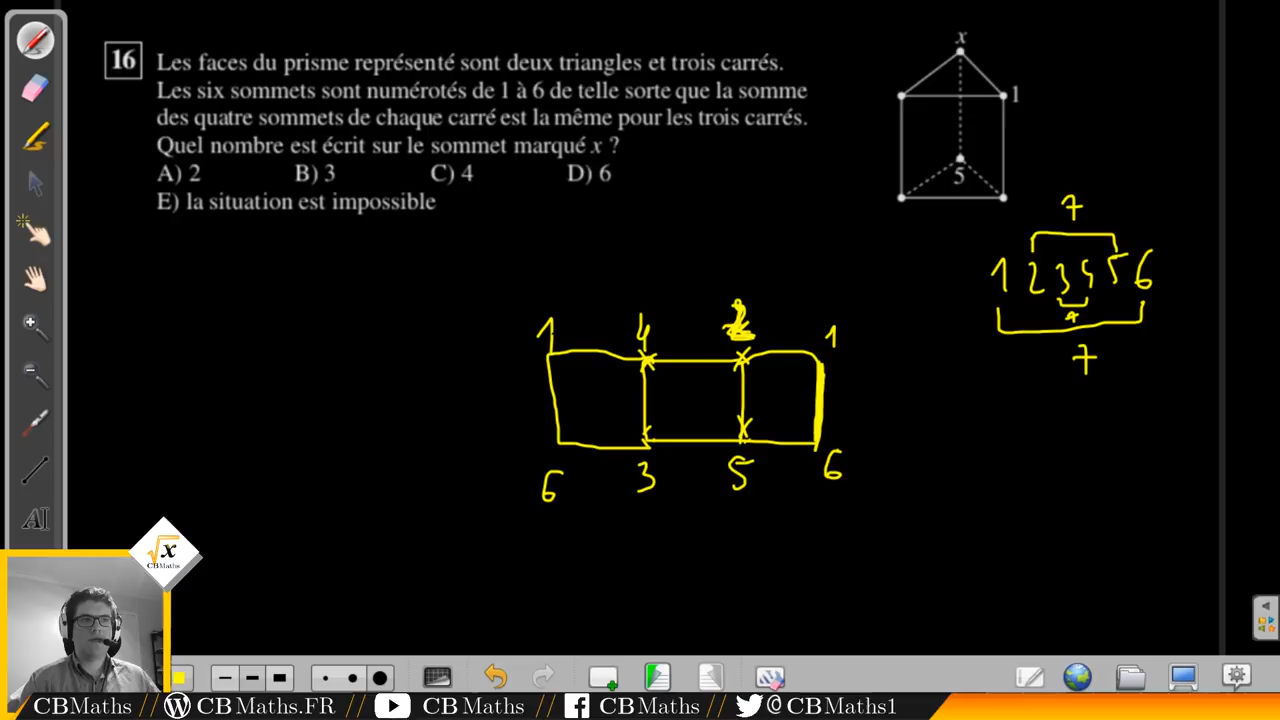 16 Les faces du prisme représenté sont deux triangles et trois carrés.
Les six sommets sont numérotés de 1 à 6 de telle sorte que la somme
des quatre sommets de chaque carré est la même pour les trois carrés.
Quel nombre est écrit sur le sommet marqué x ?
A) 2 B) 3 C) 4 D) 6
E) la situation est impossible
x
1
5
7
1 2 3 4 5 6
7
1 4 2 1
6 3 5 6
AI
√x
CBMaths
CBMaths // CBMaths.FR // CBMaths // CBMaths // @CBMaths1